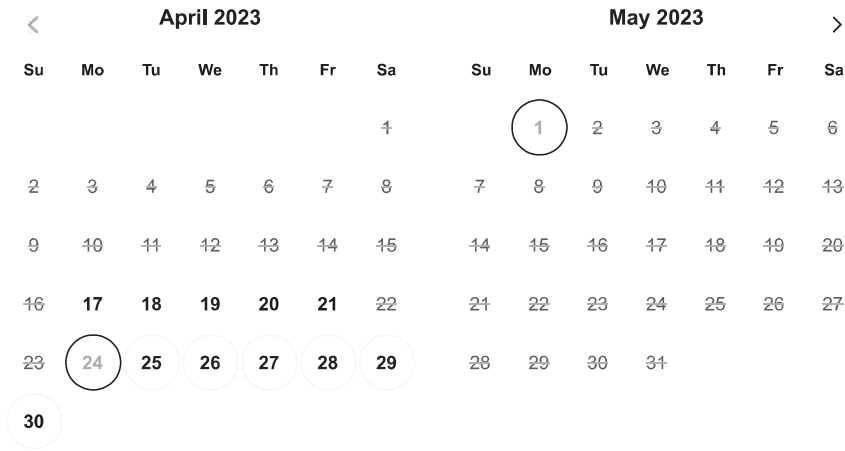 April 2023
Su Mo Tu We Th Fr Sa
1
2 3 4 5 6 7 8
9 10 11 12 13 14 15
16 17 18 19 20 21 22
23 24 25 26 27 28 29
30
May 2023
Su Mo Tu We Th Fr Sa
1 2 3 4 5 6
7 8 9 10 11 12 13
14 15 16 17 18 19 20
21 22 23 24 25 26 27
28 29 30 31